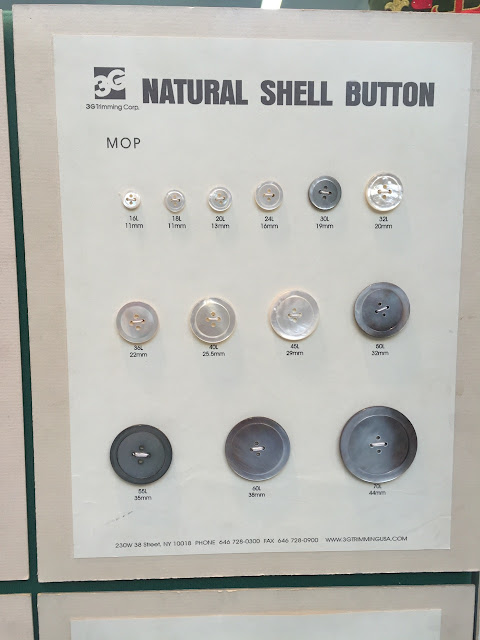 3G
3G Trimming Corp.
NATURAL SHELL BUTTON
MOP
16L 18L 20L 24L 30L 32L
11mm 11mm 13mm 16mm 19mm 20mm
36L 40L 45L 50L
22mm 25.5mm 29mm 32mm
55L 60L 70L
35mm 38mm 44mm
230W 38 Street, NY 10018 PHONE 646 728-0300 FAX 646 728-0900 WWW.3GTRIMMINGUSA.COM